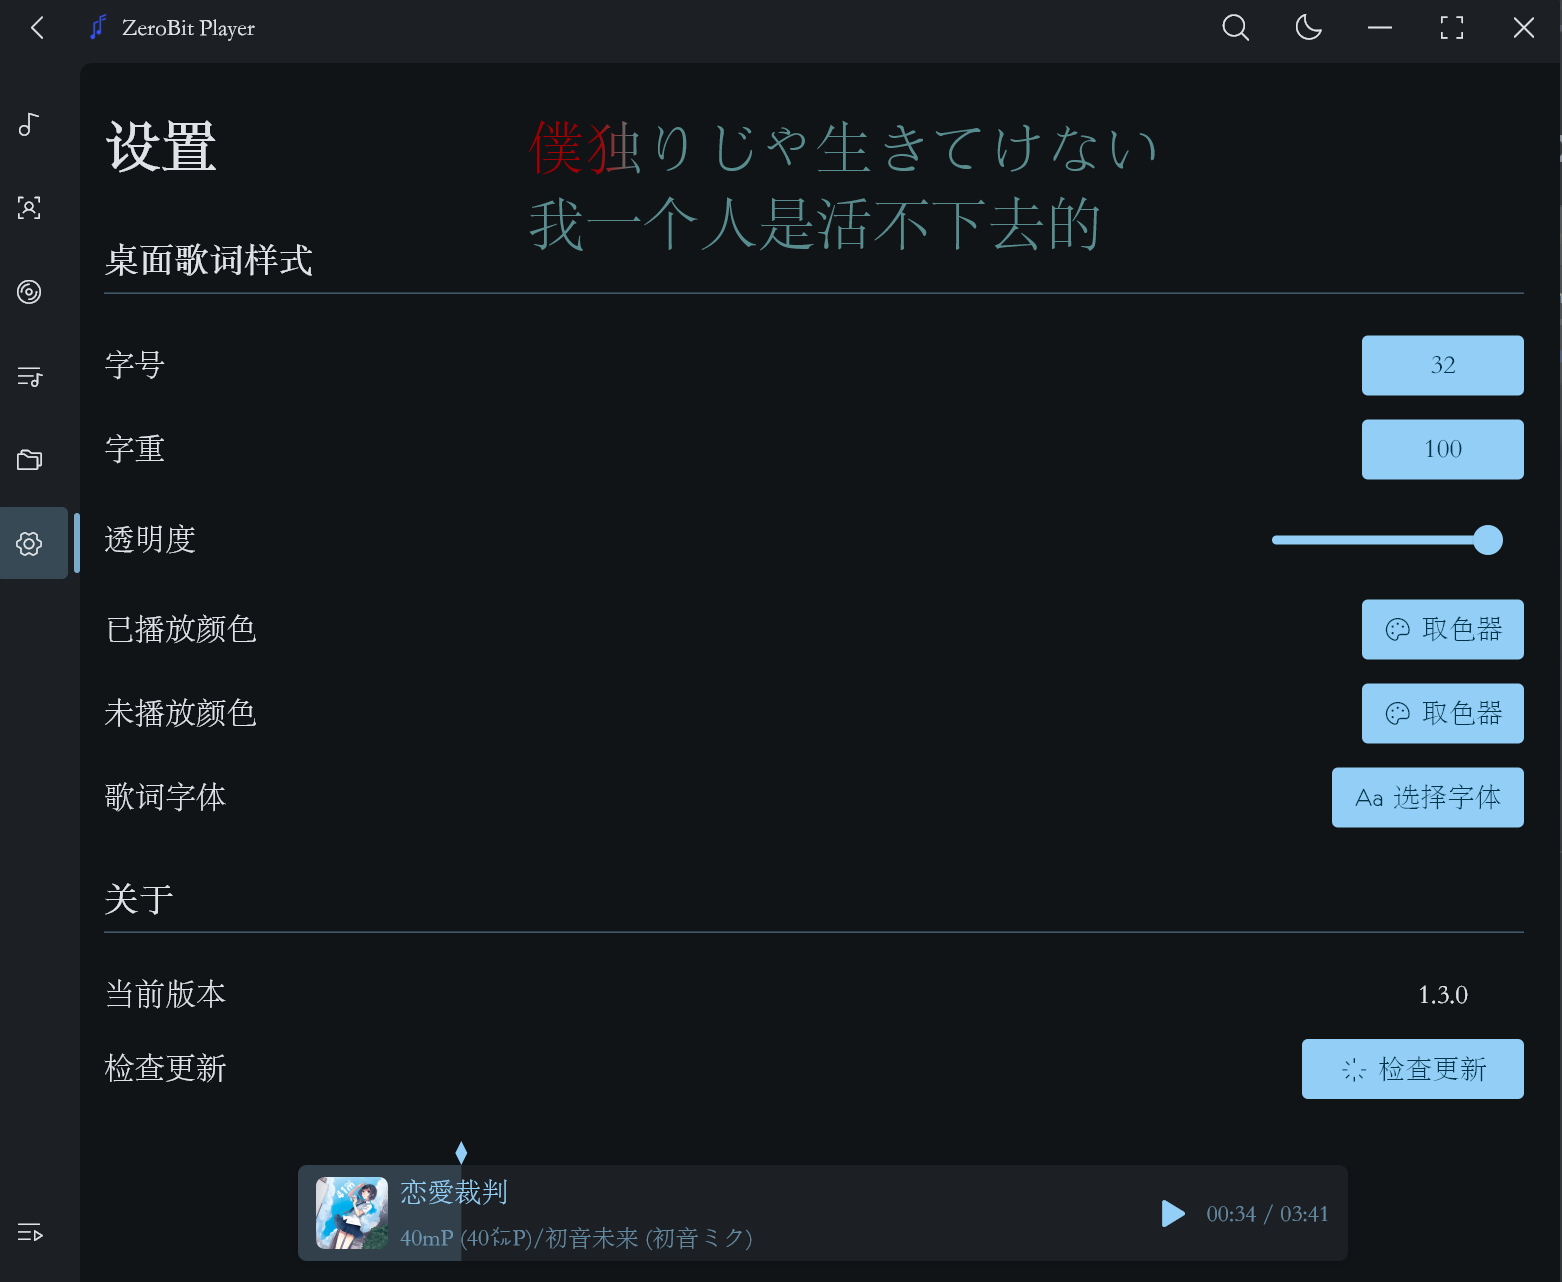 ZeroBit Player
设置
僕独りじゃ生きてけない
我一个人是活不下去的
桌面歌词样式
字号
32
字重
100
透明度
已播放颜色
取色器
未播放颜色
取色器
歌词字体
Aa 选择字体
关于
当前版本
1.3.0
检查更新
检查更新
恋愛裁判
40mP (40㍍P)/初音未来 (初音ミク)
00:34 / 03:41